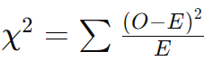 χ² = ∑ (O−E)² / E